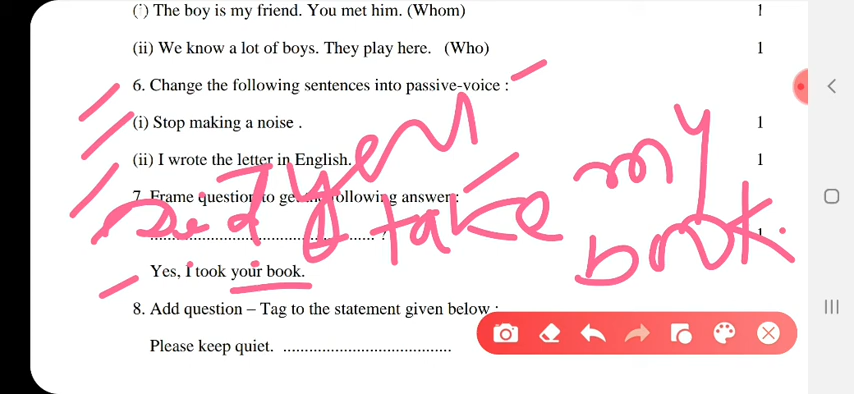 (i) The boy is my friend. You met him. (Whom) 1
(ii) We know a lot of boys. They play here. (Who) 1
6. Change the following sentences into passive-voice :
(i) Stop making a noise . 1
(ii) I wrote the letter in English. 1
7. Frame question to get the following answer:
Did you take my book.
........................................................ ? 1
Yes, I took your book.
8. Add question – Tag to the statement given below :
Please keep quiet. .......................................